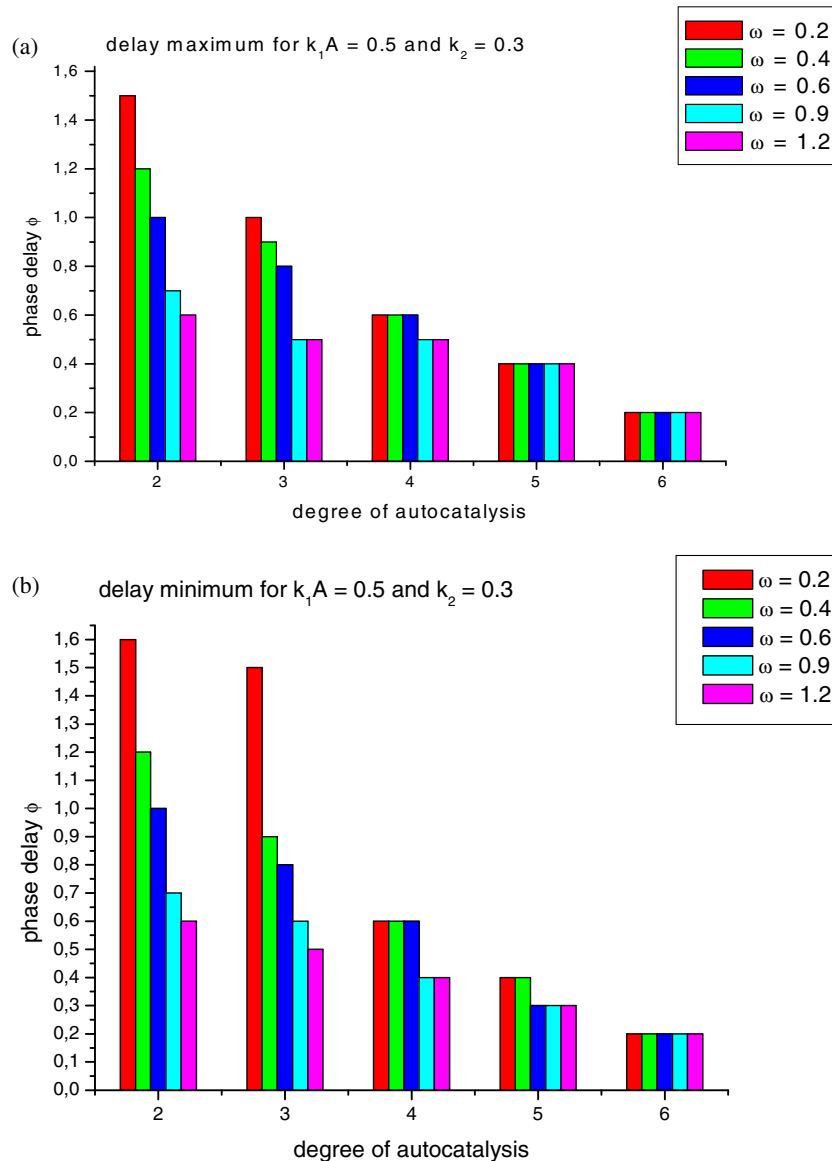 (a)
delay maximum for k₁A = 0.5 and k₂ = 0.3
ω = 0.2
ω = 0.4
ω = 0.6
ω = 0.9
ω = 1.2
1,6
1,4
1,2
1,0
0,8
0,6
0,4
0,2
0,0
phase delay ϕ
2 3 4 5 6
degree of autocatalysis
(b)
delay minimum for k₁A = 0.5 and k₂ = 0.3
ω = 0.2
ω = 0.4
ω = 0.6
ω = 0.9
ω = 1.2
1,6
1,5
1,4
1,3
1,2
1,1
1,0
0,9
0,8
0,7
0,6
0,5
0,4
0,3
0,2
0,1
0,0
phase delay ϕ
2 3 4 5 6
degree of autocatalysis